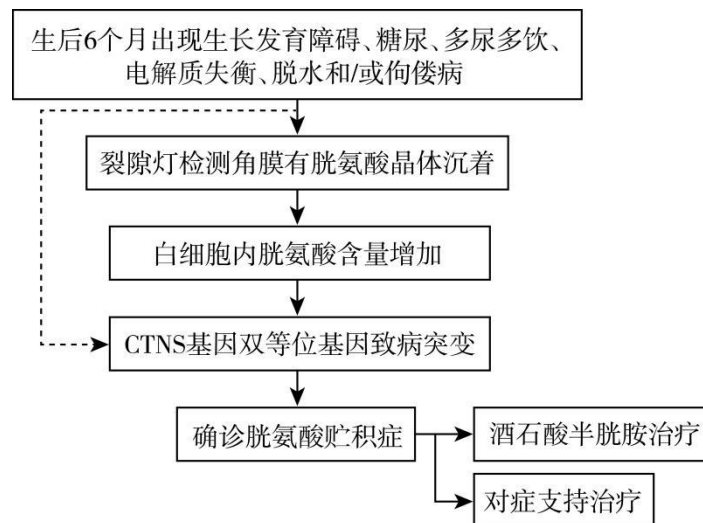 生后6个月出现生长发育障碍、糖尿、多尿多饮、
电解质失衡、脱水和/或佝偻病
裂隙灯检测角膜有胱氨酸晶体沉着
白细胞内胱氨酸含量增加
CTNS基因双等位基因致病突变
确诊胱氨酸贮积症
酒石酸半胱胺治疗
对症支持治疗